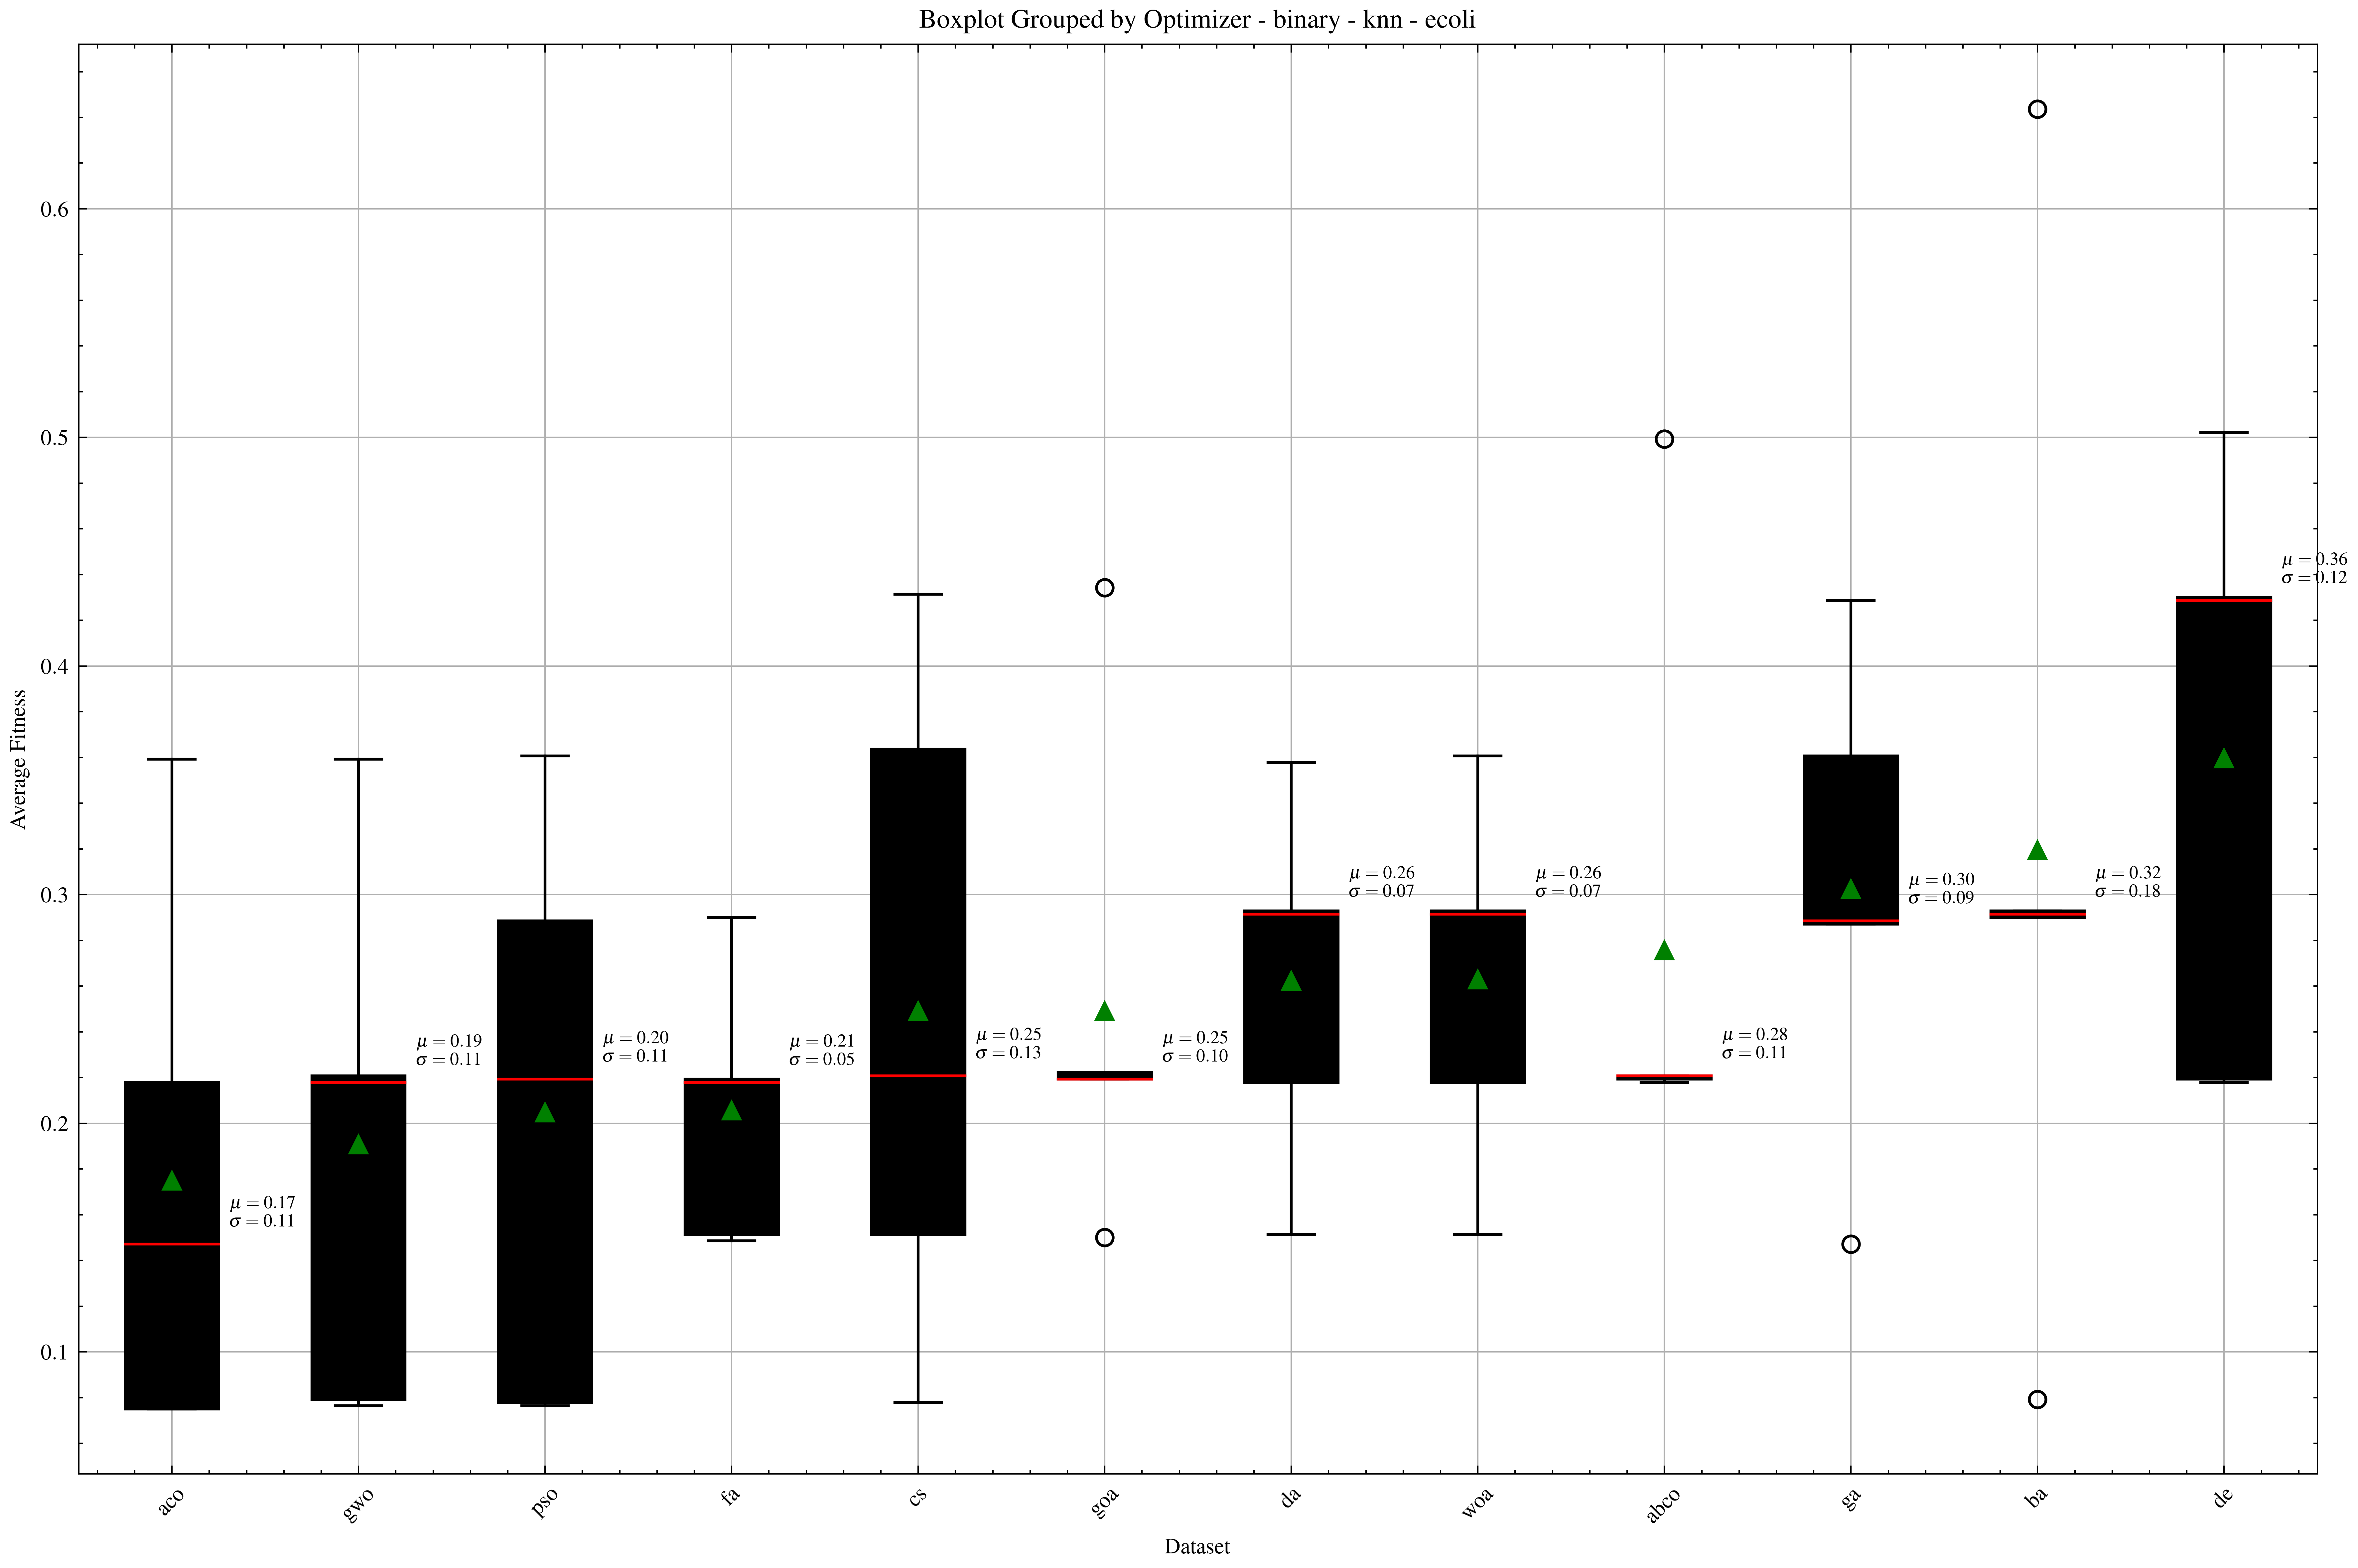 Boxplot Grouped by Optimizer - binary - knn - ecoli
Average Fitness
0.6
0.5
0.4
0.3
0.2
0.1
μ = 0.17
σ = 0.11
μ = 0.19
σ = 0.11
μ = 0.20
σ = 0.11
μ = 0.21
σ = 0.05
μ = 0.25
σ = 0.13
μ = 0.25
σ = 0.10
μ = 0.26
σ = 0.07
μ = 0.26
σ = 0.07
μ = 0.28
σ = 0.11
μ = 0.30
σ = 0.09
μ = 0.32
σ = 0.18
μ = 0.36
σ = 0.12
aco
gwo
pso
fa
cs
goa
da
woa
abco
ga
ba
de
Dataset